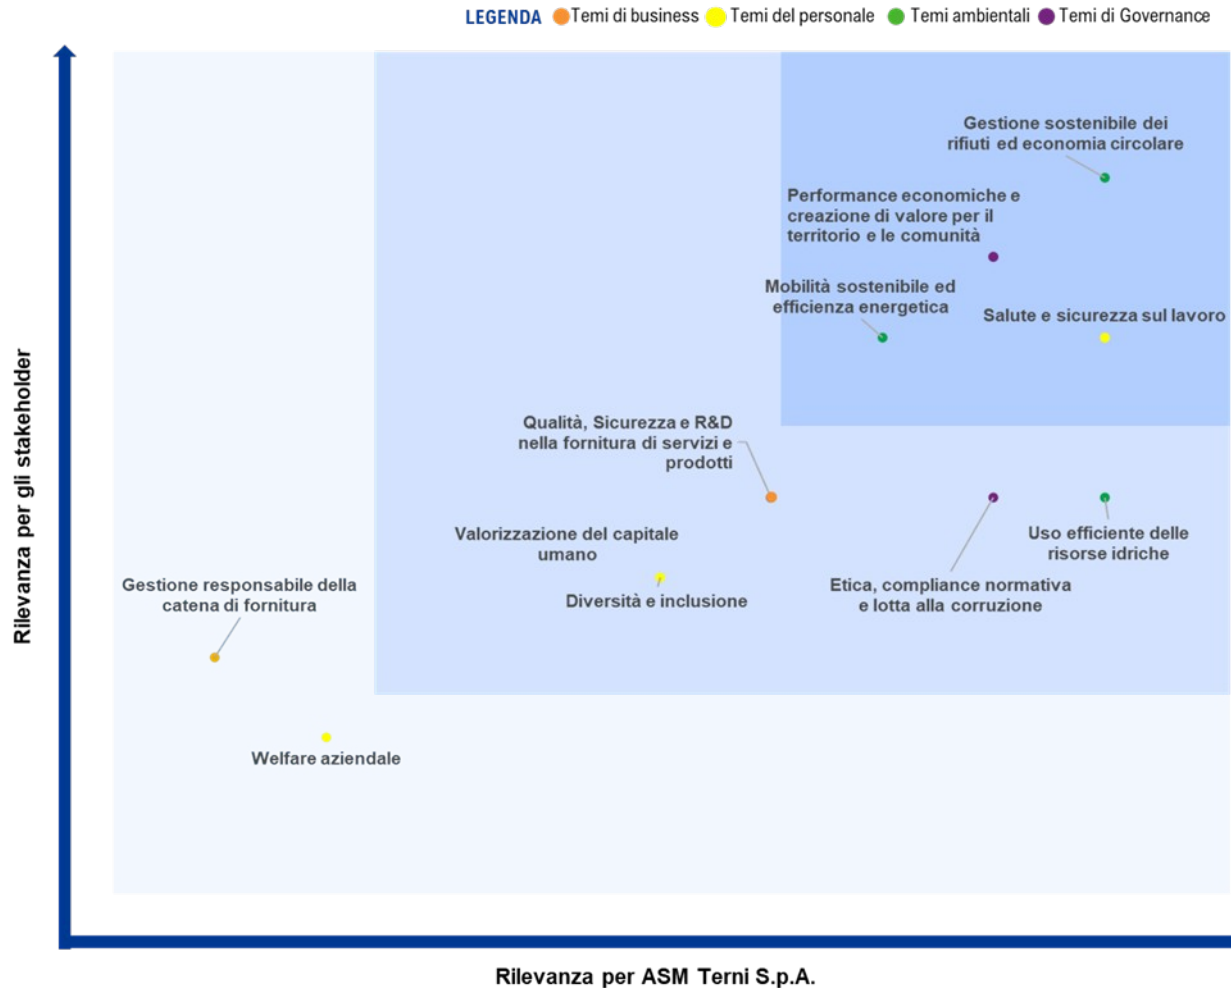 LEGENDA Temi di business Temi del personale Temi ambientali Temi di Governance
Gestione sostenibile dei
rifiuti ed economia circolare
Performance economiche e
creazione di valore per il
territorio e le comunità
Mobilità sostenibile ed
efficienza energetica
Salute e sicurezza sul lavoro
Qualità, Sicurezza e R&D
nella fornitura di servizi e
prodotti
Valorizzazione del capitale
umano
Diversità e inclusione
Uso efficiente delle
risorse idriche
Etica, compliance normativa
e lotta alla corruzione
Gestione responsabile della
catena di fornitura
Welfare aziendale
Rilevanza per gli stakeholder
Rilevanza per ASM Terni S.p.A.